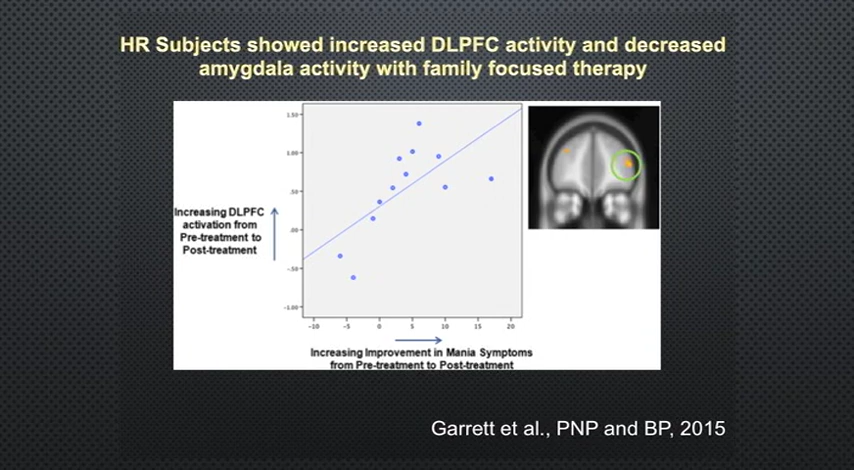 HR Subjects showed increased DLPFC activity and decreased
amygdala activity with family focused therapy
1.50
1.00
.50
.00
-.50
-1.00
Increasing DLPFC
activation from
Pre-treatment to
Post-treatment
-10 -5 0 5 10 15 20
Increasing Improvement in Mania Symptoms
from Pre-treatment to Post-treatment
Garrett et al., PNP and BP, 2015